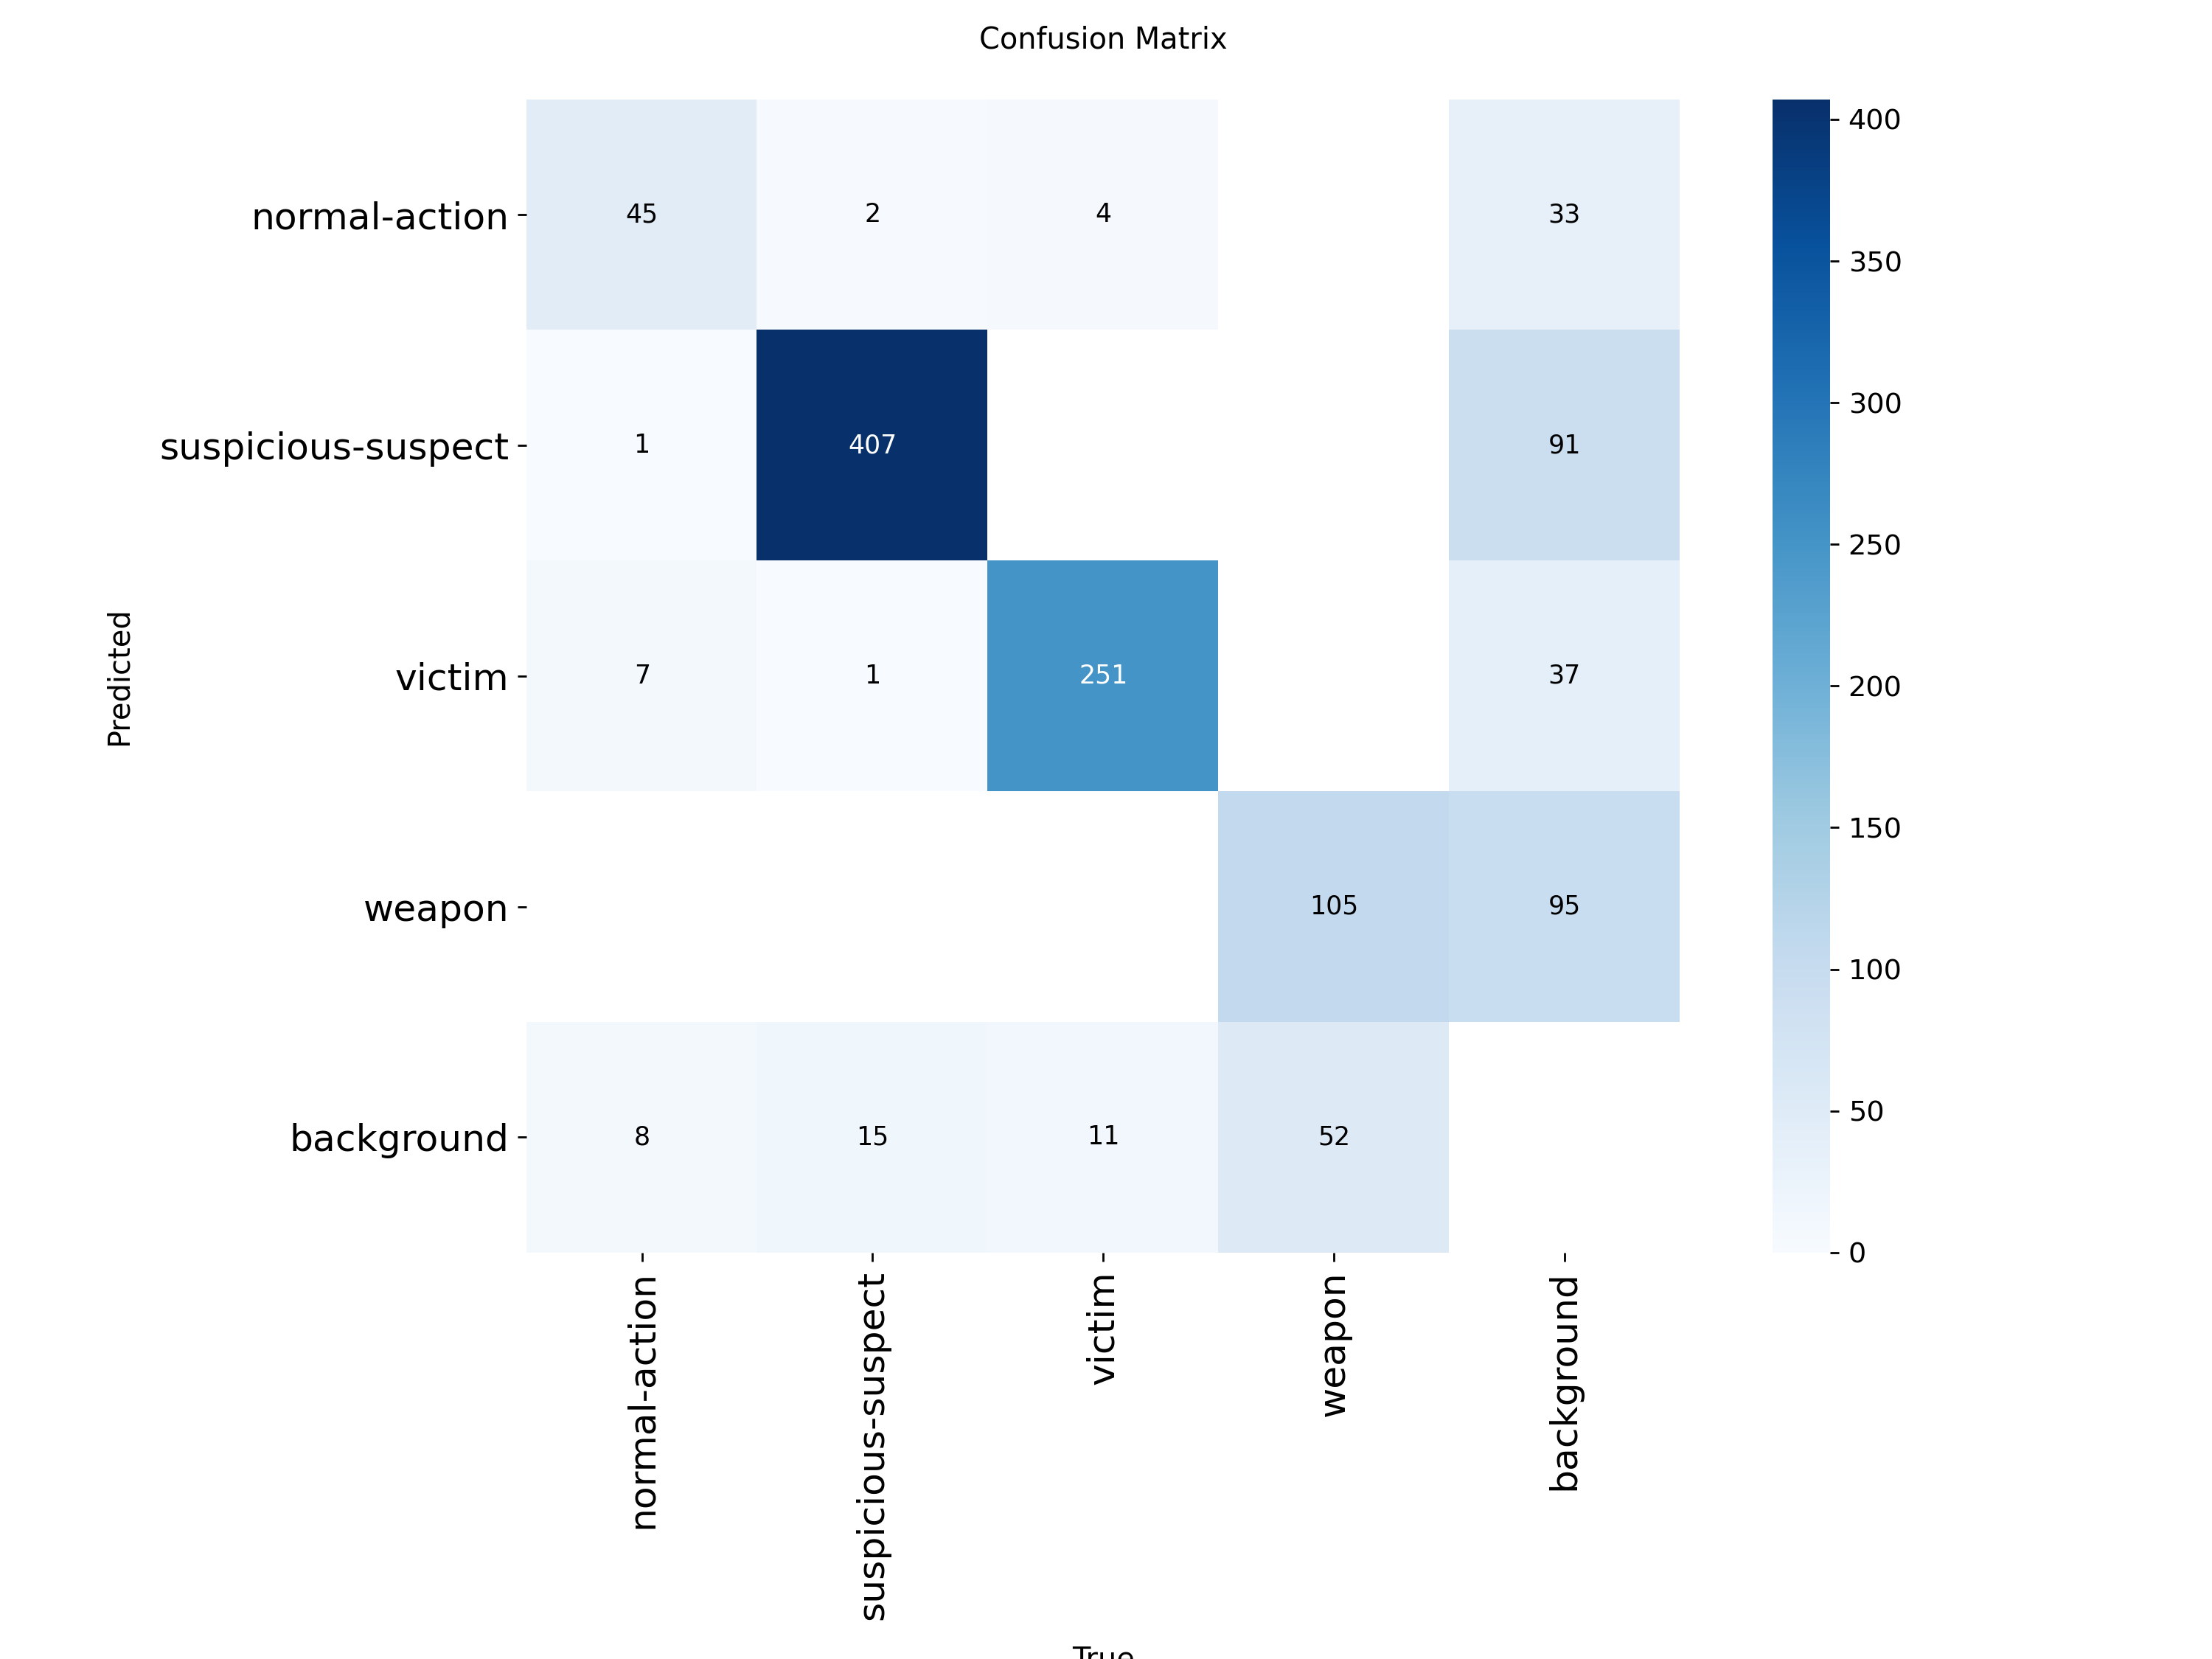 Confusion Matrix
normal-action 45 2 4 33
suspicious-suspect 1 407 91
victim 7 1 251 37
weapon 105 95
background 8 15 11 52
Predicted
normal-action
suspicious-suspect
victim
weapon
background
True
400
350
300
250
200
150
100
50
0